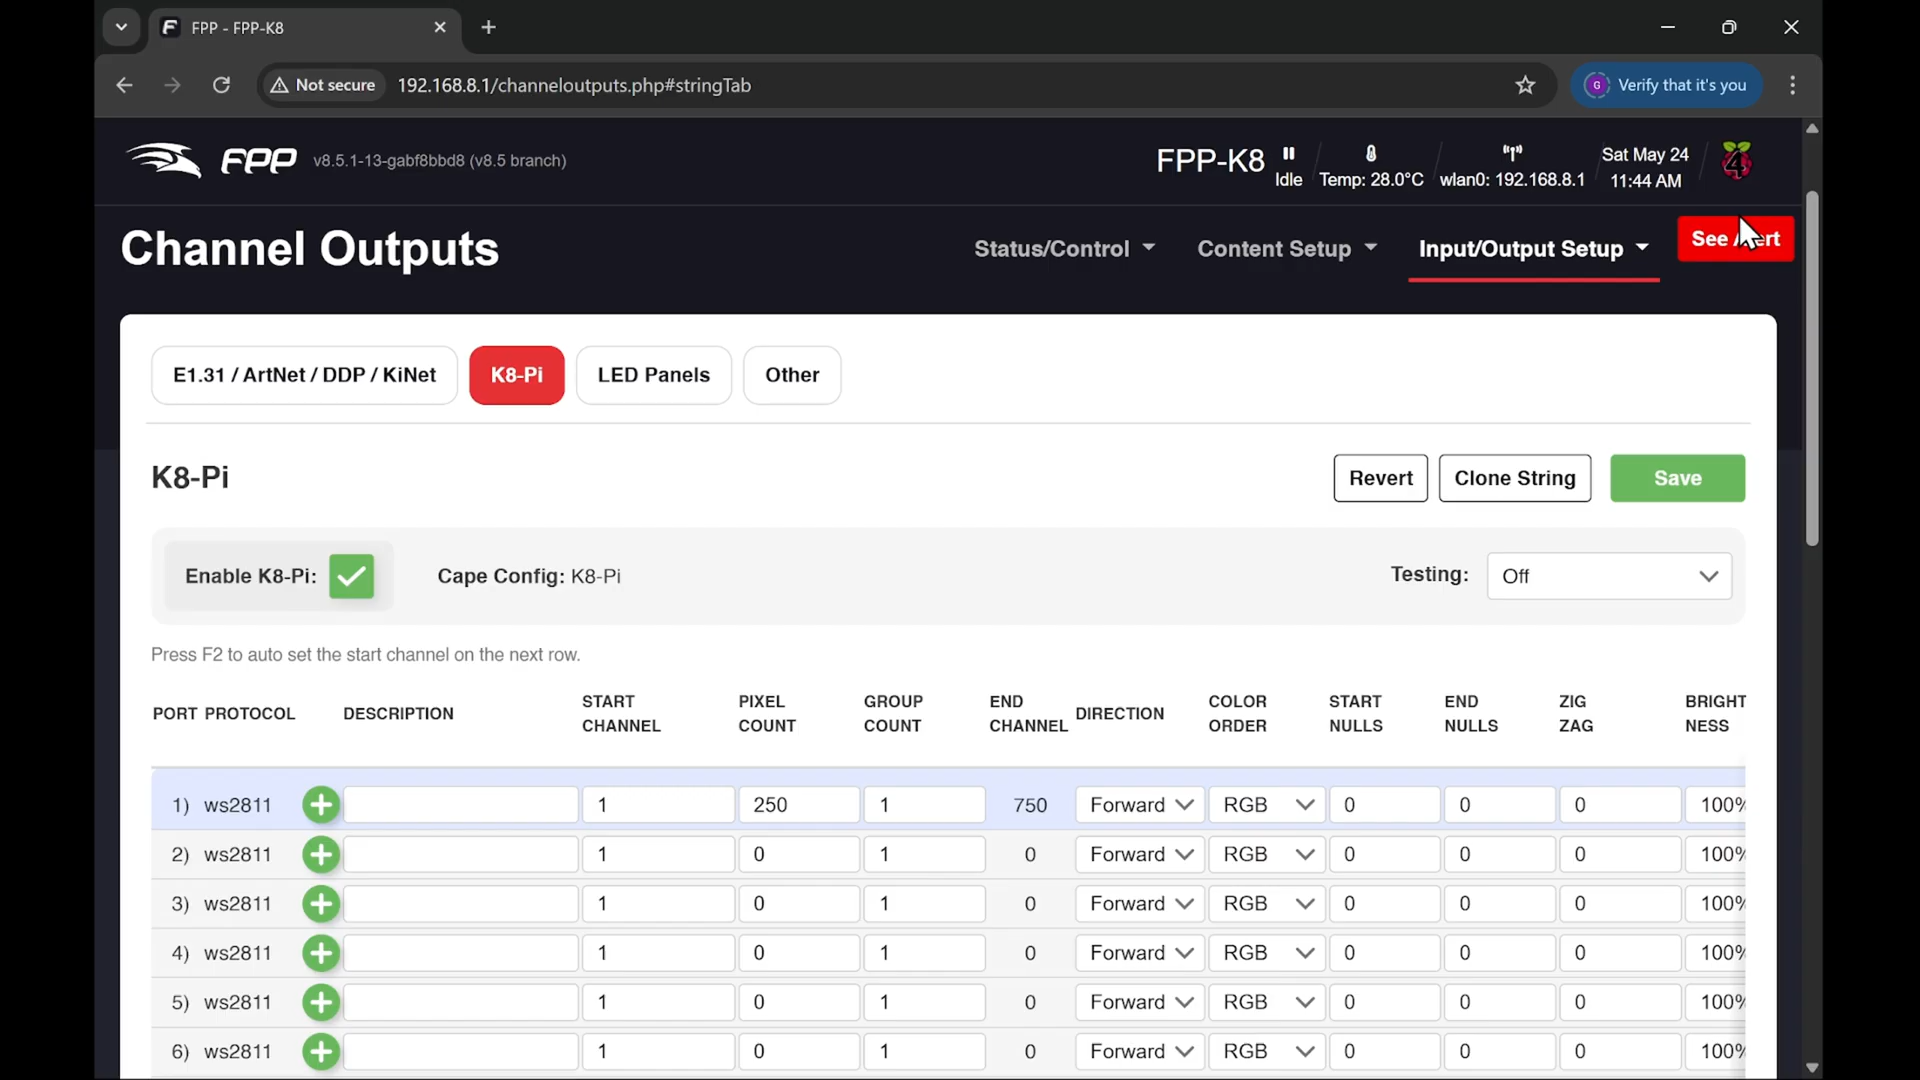 FPP - FPP-K8
Not secure 192.168.8.1/channeloutputs.php#stringTab G Verify that it's you
FPP v8.5.1-13-gabf8bbd8 (v8.5 branch) FPP-K8 Idle Temp: 28.0°C wlan0: 192.168.8.1 Sat May 24 11:44 AM 4
Channel Outputs Status/Control Content Setup Input/Output Setup See
E1.31 / ArtNet / DDP / KiNet K8-Pi LED Panels Other
K8-Pi Revert Clone String Save
Enable K8-Pi: Cape Config: K8-Pi Testing: Off
Press F2 to auto set the start channel on the next row.
PORT PROTOCOL DESCRIPTION START CHANNEL PIXEL COUNT GROUP COUNT END CHANNEL DIRECTION COLOR ORDER START NULLS END NULLS ZIG ZAG BRIGHT NESS
1) ws2811 1 250 1 750 Forward RGB 0 0 0 100%
2) ws2811 1 0 1 0 Forward RGB 0 0 0 100%
3) ws2811 1 0 1 0 Forward RGB 0 0 0 100%
4) ws2811 1 0 1 0 Forward RGB 0 0 0 100%
5) ws2811 1 0 1 0 Forward RGB 0 0 0 100%
6) ws2811 1 0 1 0 Forward RGB 0 0 0 100%